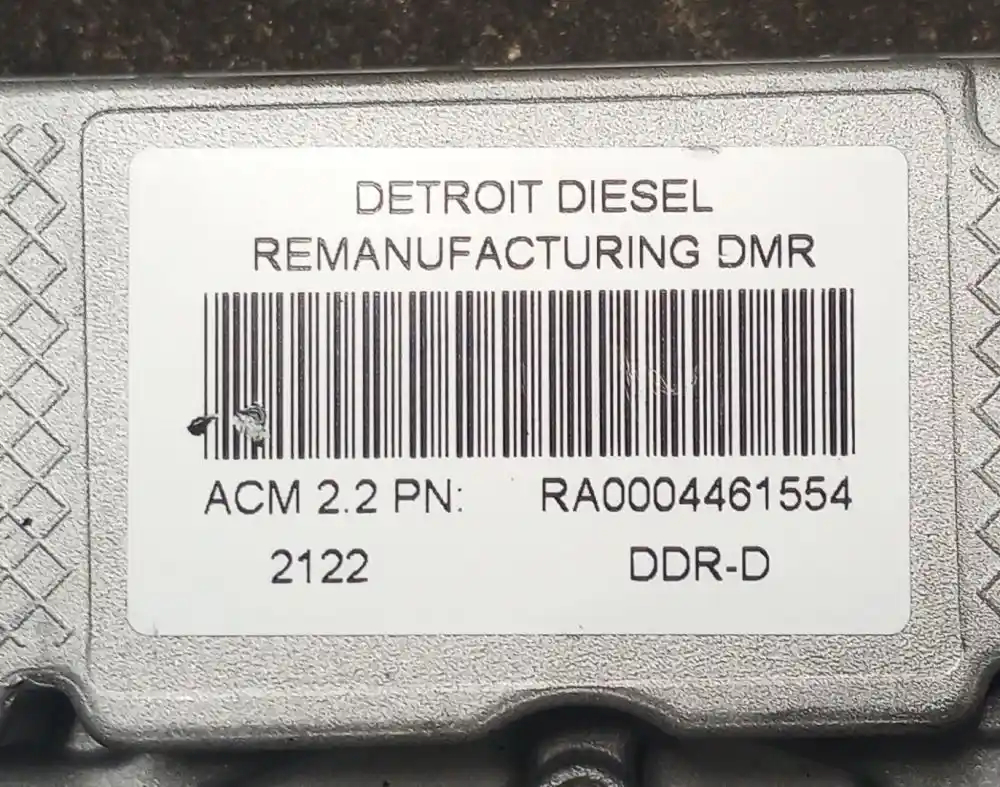 DETROIT DIESEL
REMANUFACTURING DMR
ACM 2.2 PN: RA0004461554
2122 DDR-D